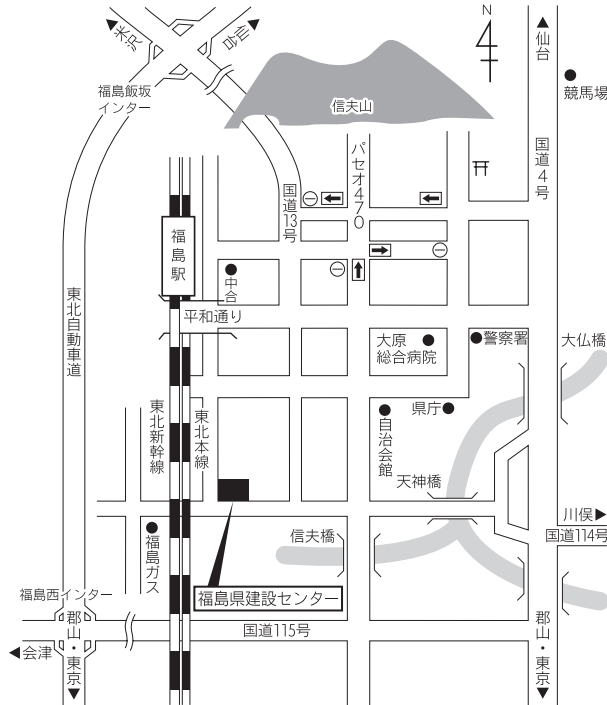 N
米沢
仙台
▲仙台
福島飯坂
インター
信夫山
競馬場
国道4号
パセオ470
国道13号
福島駅
中合
平和通り
東北自動車道
大原
総合病院
警察署
大仏橋
県庁
自治会館
東北新幹線
東北本線
天神橋
川俣▶
国道114号
福島ガス
信夫橋
福島県建設センター
福島西インター
国道115号
郡山・東京▼
◀会津
郡山・東京▼